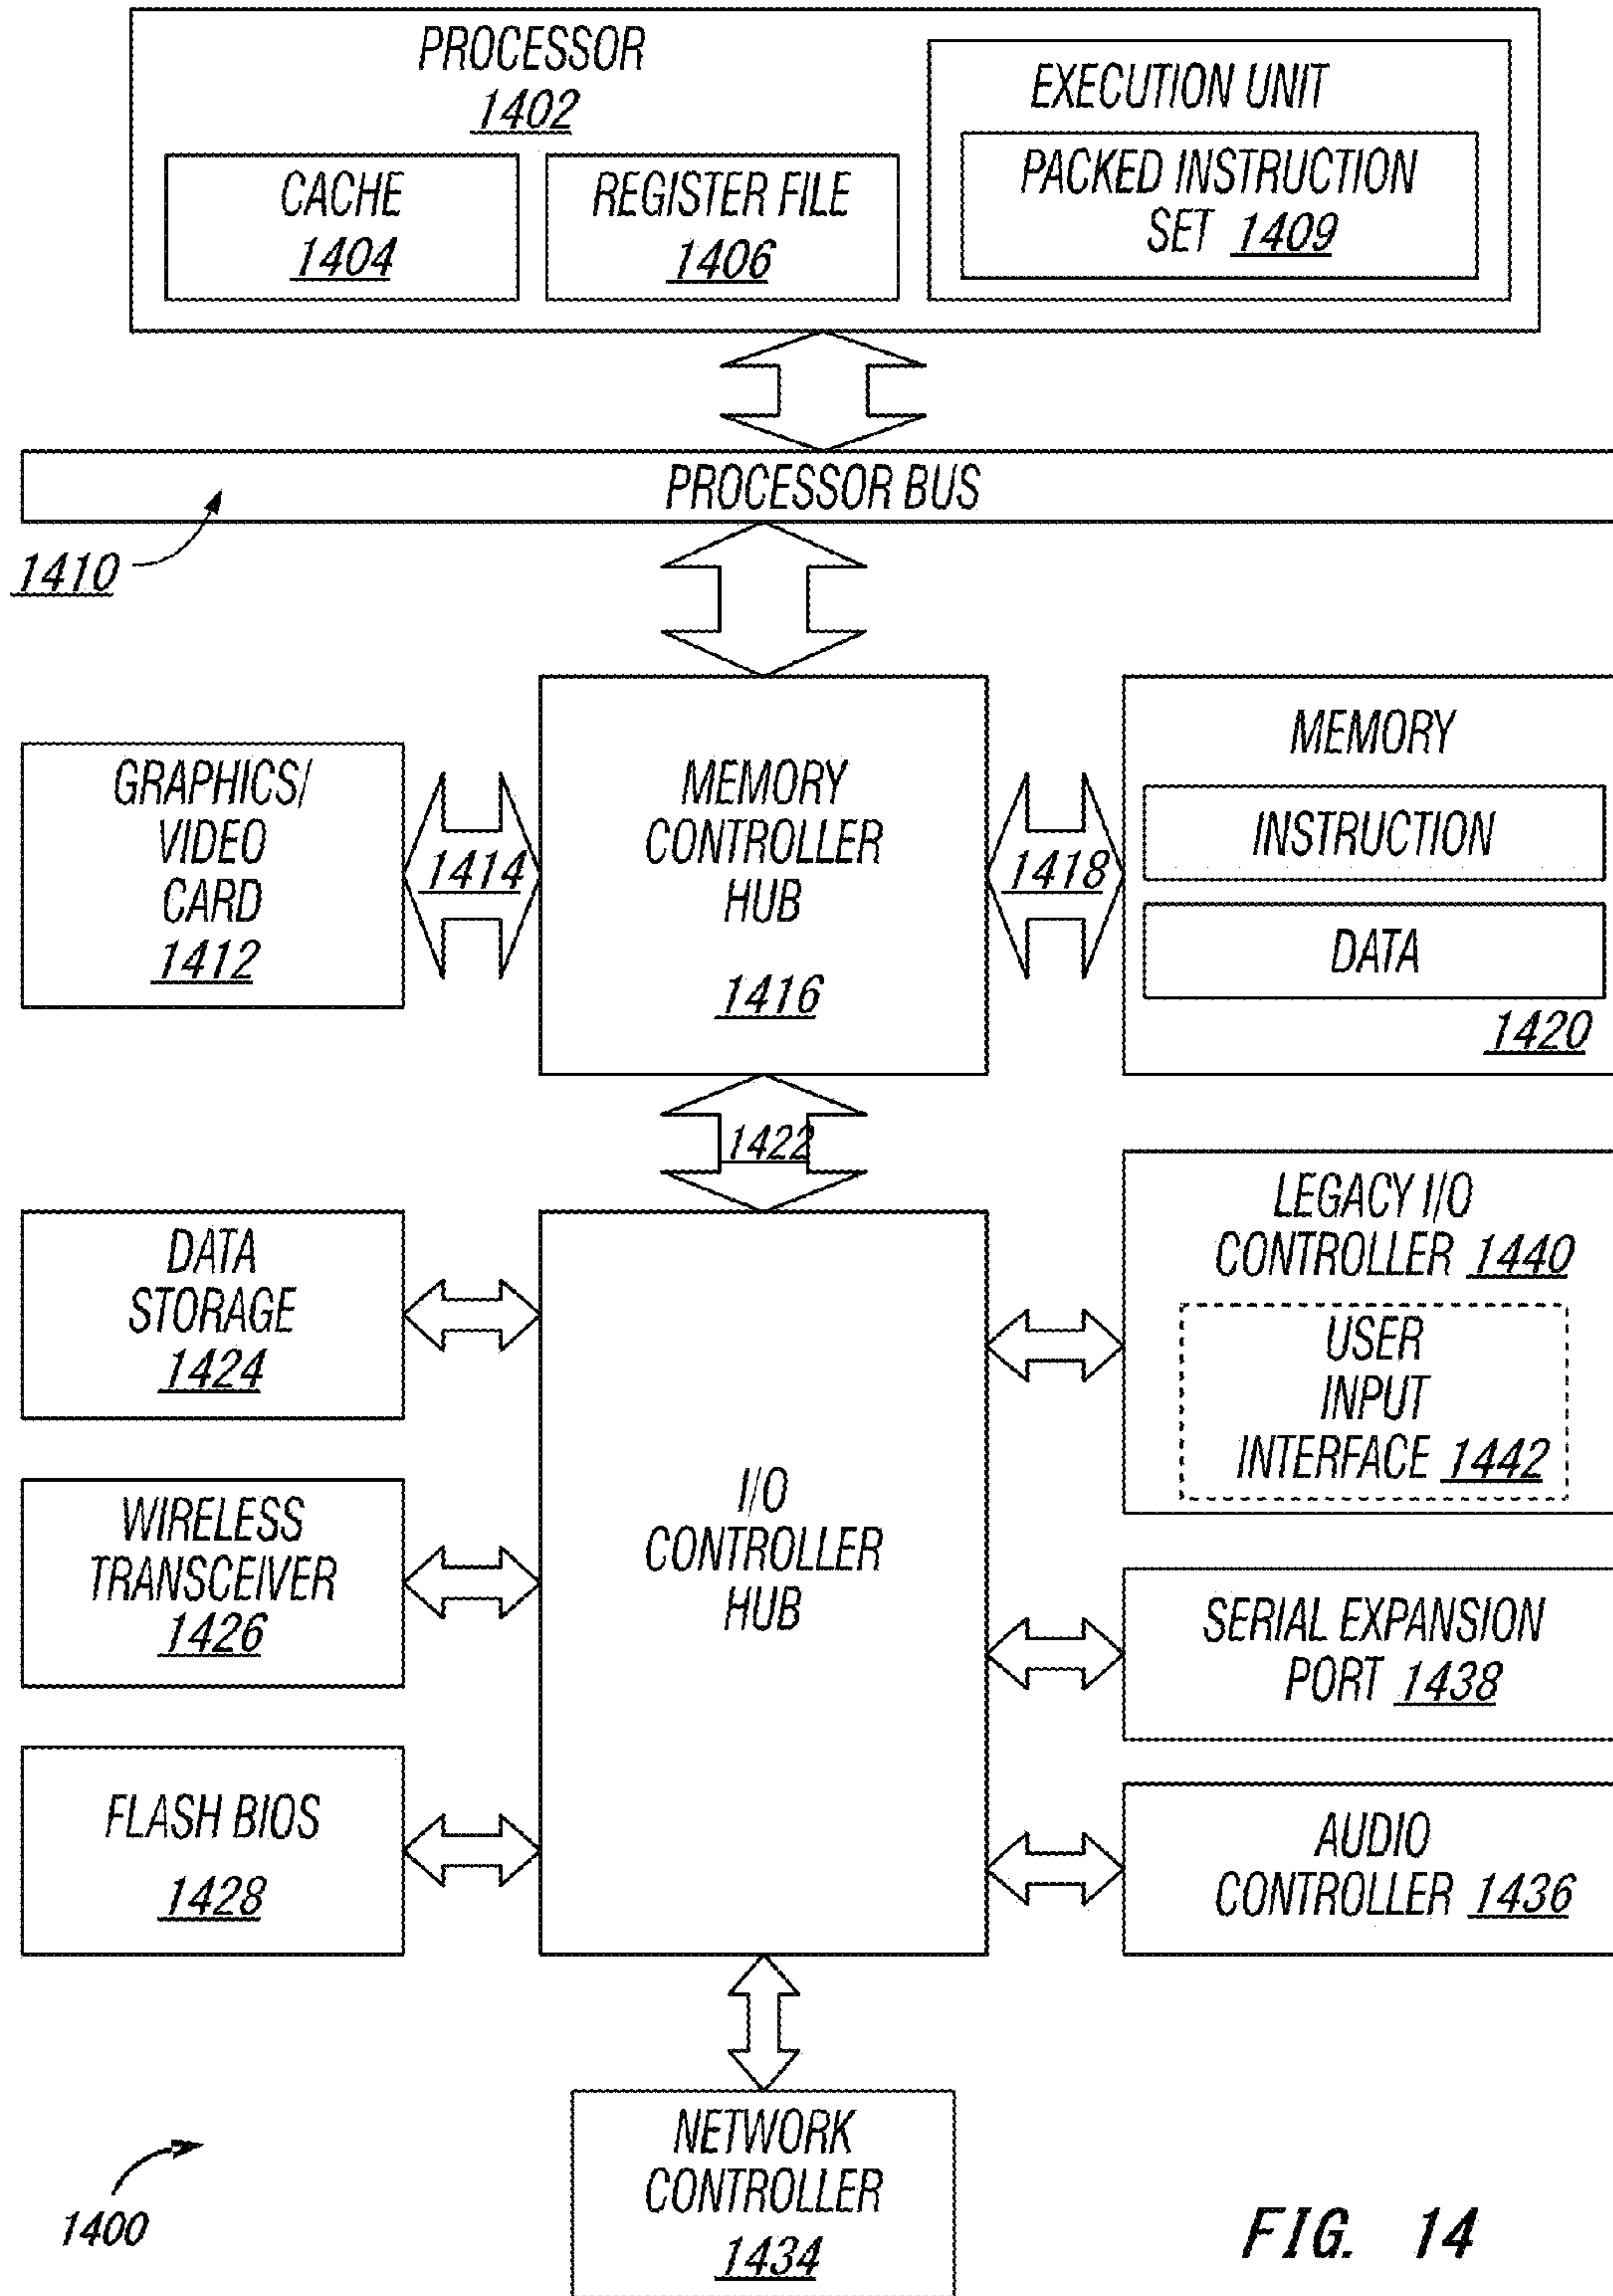 PROCESSOR
1402
CACHE
1404
REGISTER FILE
1406
EXECUTION UNIT
PACKED INSTRUCTION
SET 1409
PROCESSOR BUS
1410
GRAPHICS/
VIDEO
CARD
1412
1414
MEMORY
CONTROLLER
HUB
1416
1418
MEMORY
INSTRUCTION
DATA
1420
1422
DATA
STORAGE
1424
WIRELESS
TRANSCEIVER
1426
FLASH BIOS
1428
I/O
CONTROLLER
HUB
LEGACY I/O
CONTROLLER 1440
USER
INPUT
INTERFACE 1442
SERIAL EXPANSION
PORT 1438
AUDIO
CONTROLLER 1436
NETWORK
CONTROLLER
1434
1400
FIG. 14